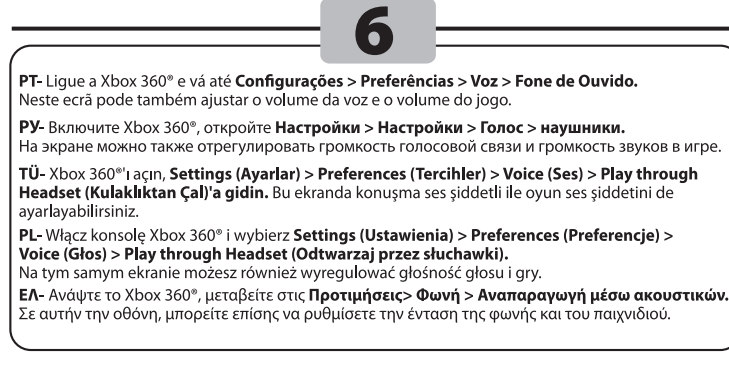 6
PT- Ligue a Xbox 360® e vá até Configurações > Preferências > Voz > Fone de Ouvido.
Neste ecrã pode também ajustar o volume da voz e o volume do jogo.
РУ- Включите Xbox 360®, откройте Настройки > Настройки > Голос > наушники.
На экране можно также отрегулировать громкость голосовой связи и громкость звуков в игре.
TÜ- Xbox 360®'ı açın, Settings (Ayarlar) > Preferences (Tercihler) > Voice (Ses) > Play through
Headset (Kulaklıktan Çal)'a gidin. Bu ekranda konuşma ses şiddetli ile oyun ses şiddetini de
ayarlayabilirsiniz.
PL- Włącz konsolę Xbox 360® i wybierz Settings (Ustawienia) > Preferences (Preferencje) >
Voice (Głos) > Play through Headset (Odtwarzaj przez słuchawki).
Na tym samym ekranie możesz również wyregulować głośność głosu i gry.
ΕΛ- Ανάψτε το Xbox 360®, μεταβείτε στις Προτιμήσεις> Φωνή > Αναπαραγωγή μέσω ακουστικών.
Σε αυτήν την οθόνη, μπορείτε επίσης να ρυθμίσετε την ένταση της φωνής και του παιχνιδιού.